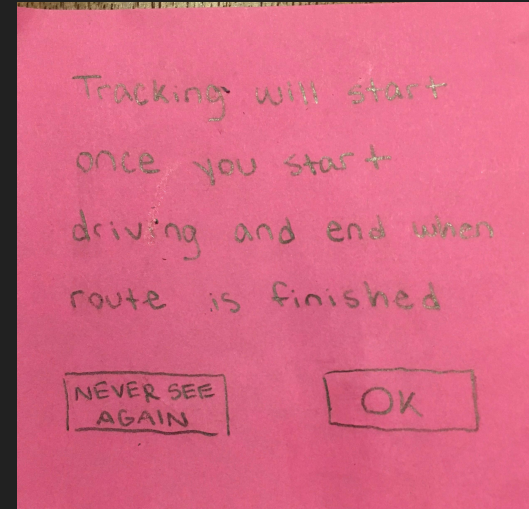 Tracking will start
once you start
driving and end when
route is finished
NEVER SEE
AGAIN
OK